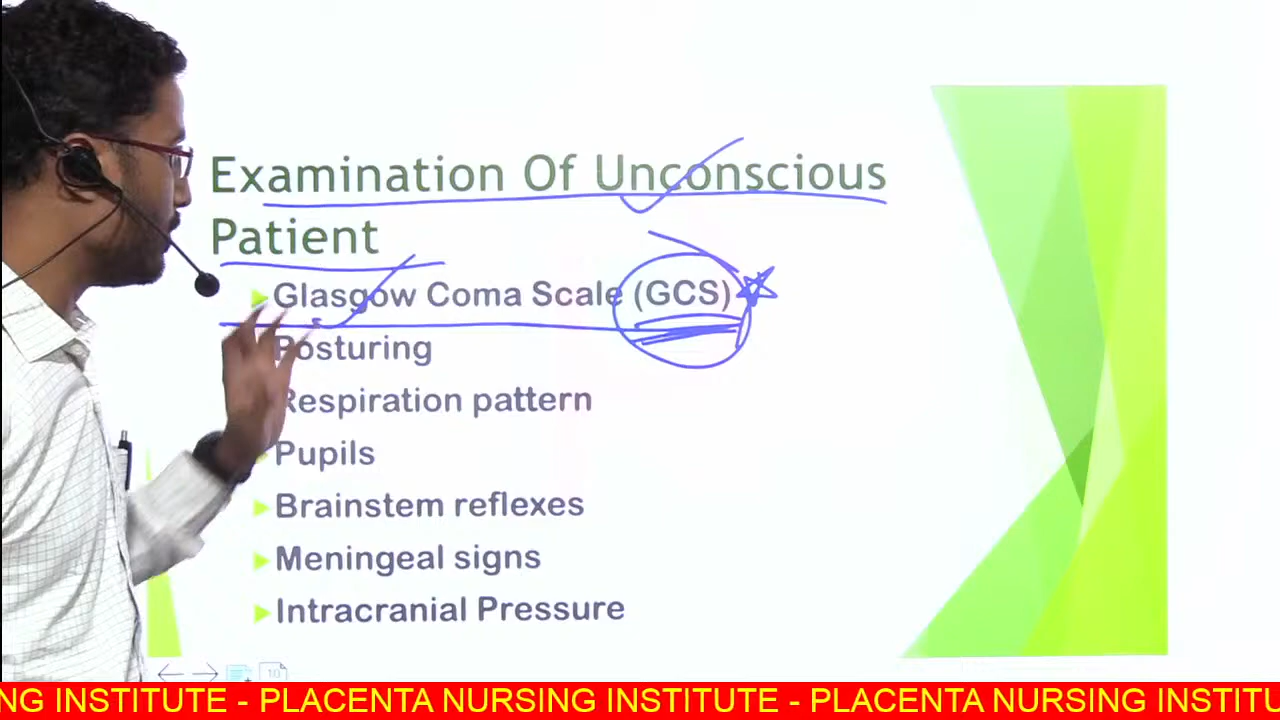 Examination Of Unconscious
Patient
Glasgow Coma Scale (GCS)
Posturing
Respiration pattern
Pupils
Brainstem reflexes
Meningeal signs
Intracranial Pressure
10
NG INSTITUTE - PLACENTA NURSING INSTITUTE - PLACENTA NURSING INSTITU